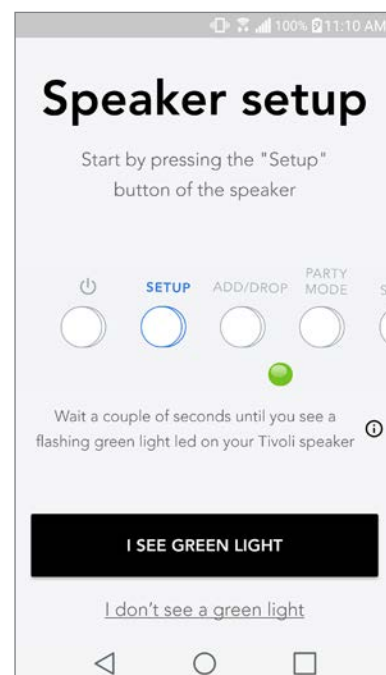 100% 11:10 AM
Speaker setup
Start by pressing the "Setup"
button of the speaker
PARTY
SETUP ADD/DROP MODE S
Wait a couple of seconds until you see a
flashing green light led on your Tivoli speaker
I SEE GREEN LIGHT
I don't see a green light